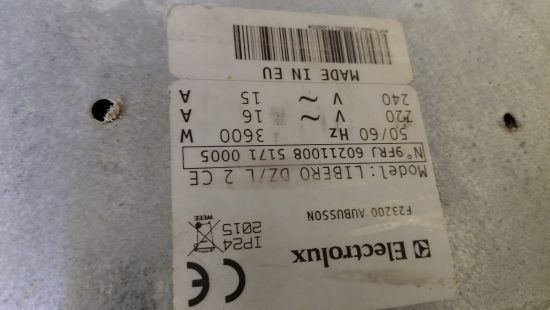 CE
Electrolux
IP24
2015
WEEE
F23200 AUBUSSON
Model: LIBERO DZ/L 2 CE
N° 9FRJ 60211008 5171 0005
50/60 Hz 3600 W
220 V ~ 16 A
240 V ~ 15 A
MADE IN EU